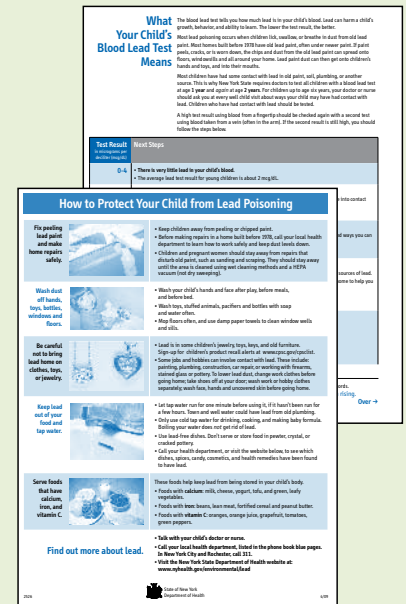 What
Your Child's
Blood Lead Test
Means
The blood lead test tells you how much lead is in your child's blood. Lead can harm a child's
growth, behavior, and ability to learn. The lower the test result, the better.
Most lead poisoning occurs when children lick, swallow, or breathe in dust from old lead
paint. Most homes built before 1978 have old lead paint, often under newer paint. If paint
peels, cracks, or is worn down, the chips and dust from the old lead paint can spread onto
floors, windowsills and all around your home. Lead paint dust can then get onto children's
hands and toys, and into their mouths.
Most children have had some contact with lead in old paint, soil, plumbing, or another
source. This is why New York State requires doctors to test all children with a blood lead test
at age 1 year and again at age 2 years. For children up to age six years, your doctor or nurse
should ask you at every well child visit about ways your child may have had contact with
lead. Children who have had contact with lead should be tested.
A high test result using blood from a fingertip should be checked again with a second test
using blood taken from a vein (often in the arm). If the second result is still high, you should
follow the steps below.
Test Result
in micrograms per
deciliter (mcg/dL)
Next Steps
0-4
• There is very little lead in your child's blood.
• The average lead test result for young children is about 2 mcg/dL.
e into contact
d ways you can
sources of lead.
ome to help you
ords.
rising.
Over →
How to Protect Your Child from Lead Poisoning
Fix peeling
lead paint
and make
home repairs
safely.
• Keep children away from peeling or chipped paint.
• Before making repairs in a home built before 1978, call your local health
department to learn how to work safely and keep dust levels down.
• Children and pregnant women should stay away from repairs that
disturb old paint, such as sanding and scraping. They should stay away
until the area is cleaned using wet cleaning methods and a HEPA
vacuum (not dry sweeping).
Wash dust
off hands,
toys, bottles,
windows and
floors.
• Wash your child's hands and face after play, before meals,
and before bed.
• Wash toys, stuffed animals, pacifiers and bottles with soap
and water often.
• Mop floors often, and use damp paper towels to clean window wells
and sills.
Be careful
not to bring
lead home on
clothes, toys,
or jewelry.
• Lead is in some children's jewelry, toys, keys, and old furniture.
Sign-up for children's product recall alerts at www.cpsc.gov/cpsclist.
• Some jobs and hobbies can involve contact with lead. These include:
painting, plumbing, construction, car repair, or working with firearms,
stained glass or pottery. To lower lead dust, change work clothes before
going home; take shoes off at your door; wash work or hobby clothes
separately; wash face, hands and uncovered skin before going home.
Keep lead
out of your
food and
tap water.
• Let tap water run for one minute before using it, if it hasn't been run for
a few hours. Town and well water could have lead from old plumbing.
• Only use cold tap water for drinking, cooking, and making baby formula.
Boiling your water does not get rid of lead.
• Use lead-free dishes. Don't serve or store food in pewter, crystal, or
cracked pottery.
• Call your health department, or visit the website below, to see which
dishes, spices, candy, cosmetics, and health remedies have been found
to have lead.
Serve foods
that have
calcium,
iron, and
vitamin C.
These foods help keep lead from being stored in your child's body.
• Foods with calcium: milk, cheese, yogurt, tofu, and green, leafy
vegetables.
• Foods with iron: beans, lean meat, fortified cereal and peanut butter.
• Foods with vitamin C: oranges, orange juice, grapefruit, tomatoes,
green peppers.
Find out more about lead.
• Talk with your child's doctor or nurse.
• Call your local health department, listed in the phone book blue pages.
In New York City and Rochester, call 311.
• Visit the New York State Department of Health website at:
www.nyhealth.gov/environmental/lead
2526
State of New York
Department of Health
4/09